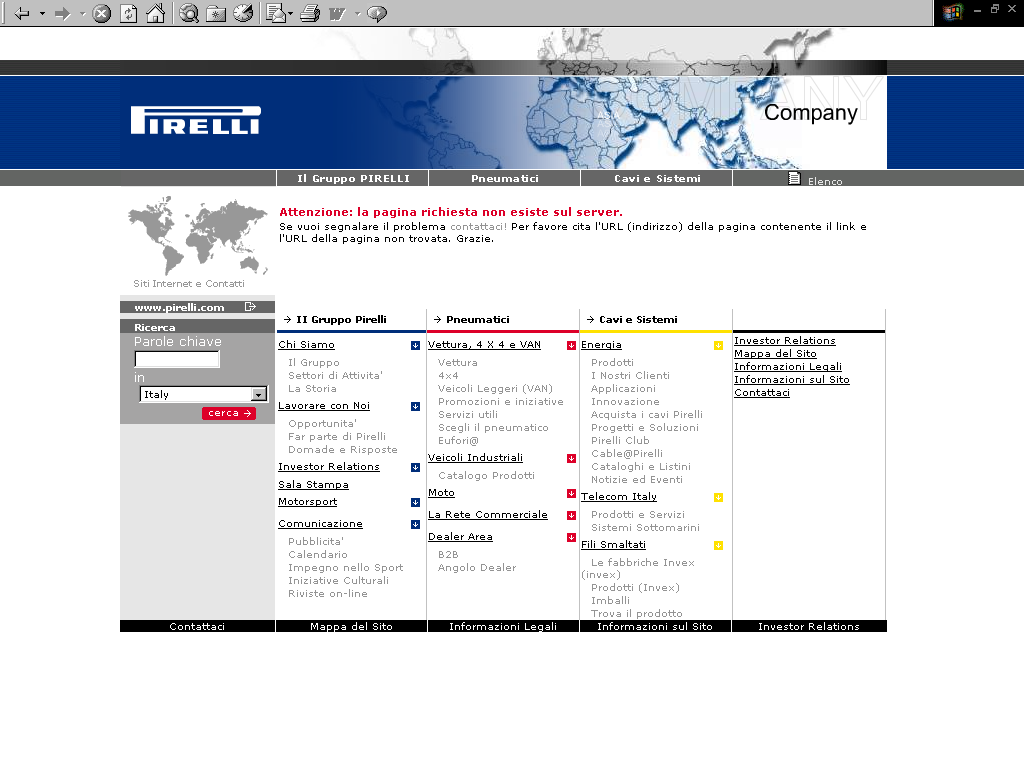 PIRELLI
Company
Il Gruppo PIRELLI
Pneumatici
Cavi e Sistemi
Elenco
Attenzione: la pagina richiesta non esiste sul server.
Se vuoi segnalare il problema contattaci! Per favore cita l'URL (indirizzo) della pagina contenente il link e
l'URL della pagina non trovata. Grazie.
Siti Internet e Contatti
www.pirelli.com
Ricerca
Parole chiave
in
Italy
cerca
Il Gruppo Pirelli
Chi Siamo
Il Gruppo
Settori di Attivita'
La Storia
Lavorare con Noi
Opportunita'
Far parte di Pirelli
Domade e Risposte
Investor Relations
Sala Stampa
Motorsport
Comunicazione
Pubblicita'
Calendario
Impegno nello Sport
Iniziative Culturali
Riviste on-line
Pneumatici
Vettura, 4 X 4 e VAN
Vettura
4x4
Veicoli Leggeri (VAN)
Promozioni e iniziative
Servizi utili
Scegli il pneumatico
Eufori@
Veicoli Industriali
Catalogo Prodotti
Moto
La Rete Commerciale
Dealer Area
B2B
Angolo Dealer
Cavi e Sistemi
Energia
Prodotti
I Nostri Clienti
Applicazioni
Innovazione
Acquista i cavi Pirelli
Progetti e Soluzioni
Pirelli Club
Cable@Pirelli
Cataloghi e Listini
Notizie ed Eventi
Telecom Italy
Prodotti e Servizi
Sistemi Sottomarini
Fili Smaltati
Le fabbriche Invex
(invex)
Prodotti (Invex)
Imballi
Trova il prodotto
Investor Relations
Mappa del Sito
Informazioni Legali
Informazioni sul Sito
Contattaci
Contattaci
Mappa del Sito
Informazioni Legali
Informazioni sul Sito
Investor Relations